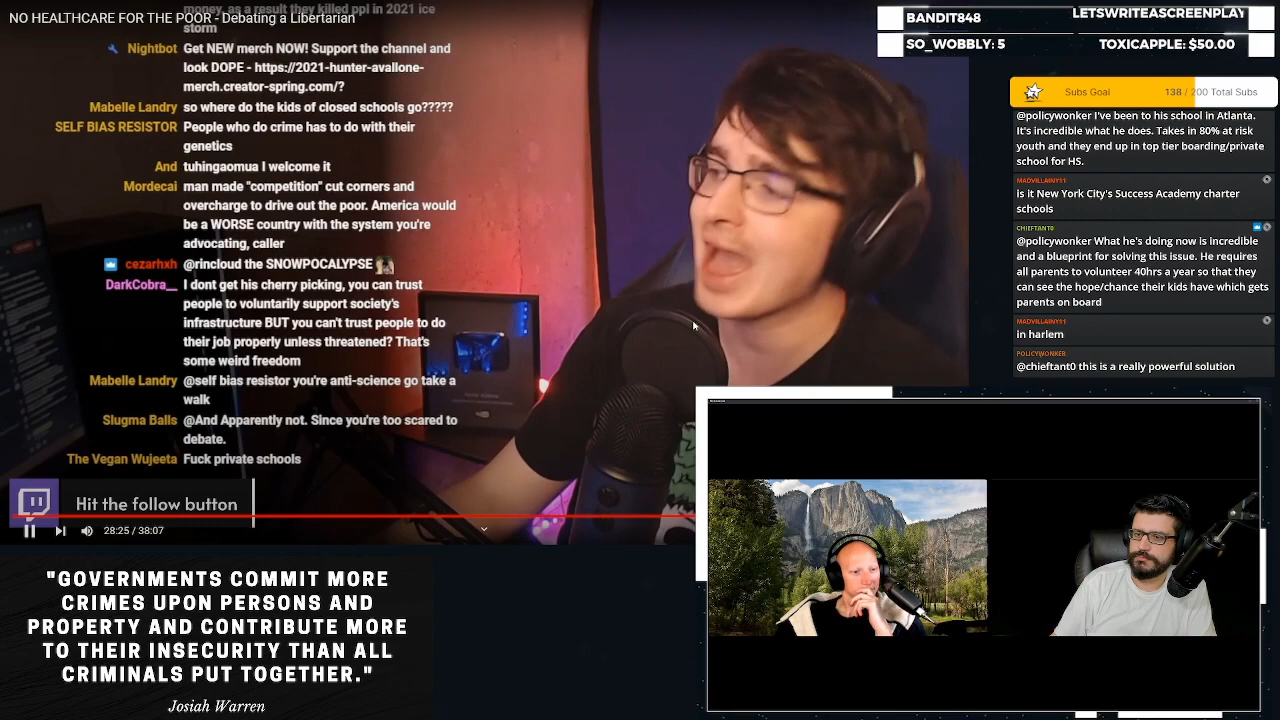 NO HEALTHCARE FOR THE POOR - Debating a Libertarian
money, as a result they killed ppl in 2021 ice
storm
Nightbot Get NEW merch NOW! Support the channel and
look DOPE - https://2021-hunter-avallone-
merch.creator-spring.com/?
Mabelle Landry so where do the kids of closed schools go?????
SELF BIAS RESISTOR People who do crime has to do with their
genetics
And tuhingaomua I welcome it
Mordecai man made "competition" cut corners and
overcharge to drive out the poor. America would
be a WORSE country with the system you're
advocating, caller
cezarhxh @rincloud the SNOWPOCALYPSE
DarkCobra__ I dont get his cherry picking, you can trust
people to voluntarily support society's
infrastructure BUT you can't trust people to do
their job properly unless threatened? That's
some weird freedom
Mabelle Landry @self bias resistor you're anti-science go take a
walk
Slugma Balls @And Apparently not. Since you're too scared to
debate.
The Vegan Wujeeta Fuck private schools
Hit the follow button
28:25 / 38:07
"GOVERNMENTS COMMIT MORE
CRIMES UPON PERSONS AND
PROPERTY AND CONTRIBUTE MORE
TO THEIR INSECURITY THAN ALL
CRIMINALS PUT TOGETHER."
Josiah Warren
BANDIT848
LETSWRITEASCREENPLAY
SO_WOBBLY: 5
TOXICAPPLE: $50.00
Subs Goal 138 / 200 Total Subs
@policywonker I've been to his school in Atlanta.
It's incredible what he does. Takes in 80% at risk
youth and they end up in top tier boarding/private
school for HS.
MADVILLAINY11
is it New York City's Success Academy charter
schools
CHIEFTANT0
@policywonker What he's doing now is incredible
and a blueprint for solving this issue. He requires
all parents to volunteer 40hrs a year so that they
can see the hope/chance their kids have which gets
parents on board
MADVILLAINY11
in harlem
POLICYWONKER
@chieftant0 this is a really powerful solution